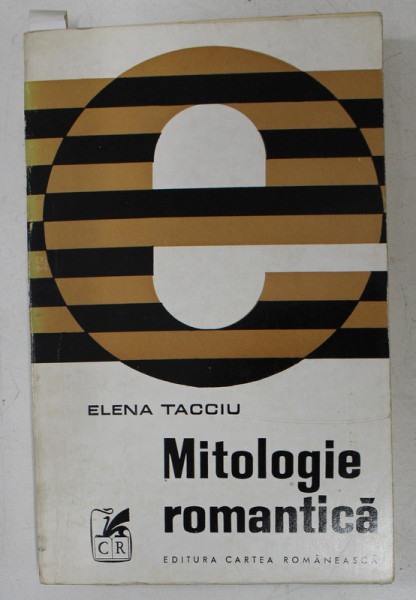 e
ELENA TACCIU
Mitologie
romantică
CR
EDITURA CARTEA ROMÂNEASCĂ